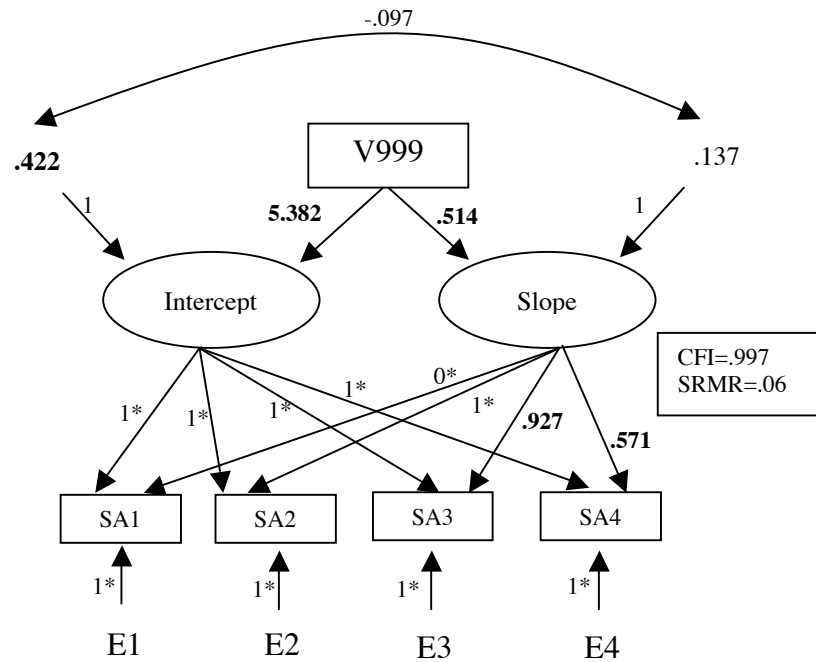 -.097
.422
V999
.137
1
5.382
.514
1
Intercept
Slope
CFI=.997
SRMR=.06
1*
1*
1*
0*
1*
1*
.927
.571
SA1
SA2
SA3
SA4
1*
1*
1*
1*
E1
E2
E3
E4